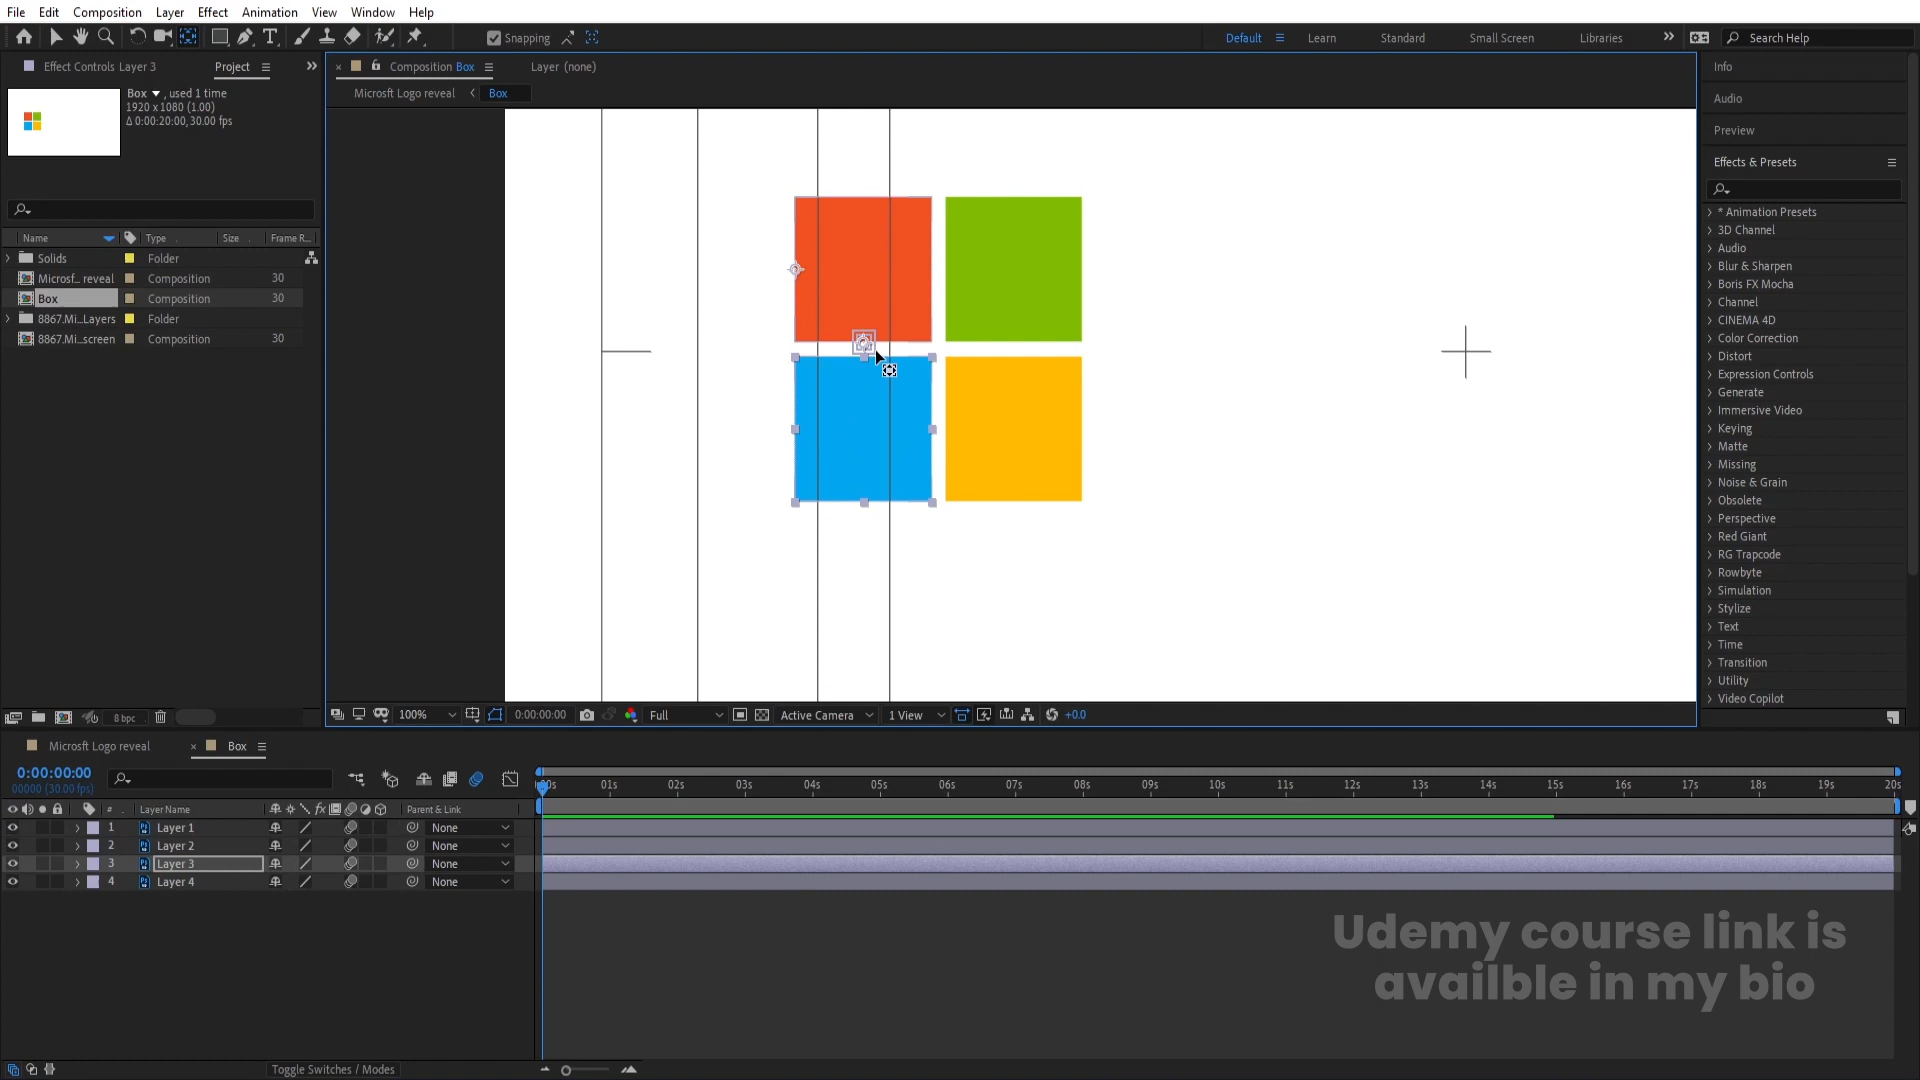 File Edit Composition Layer Effect Animation View Window Help
Snapping Default Learn Standard Small Screen Libraries Search Help
Effect Controls Layer 3 Project
Composition Box Layer (none)
Microsft Logo reveal Box
Box , used 1 time
1920 x 1080 (1.00)
Δ 0:00:20:00, 30.00 fps
Name Type Size Frame R...
Solids Folder
Microsf... reveal Composition 30
Box Composition 30
8867.Mi...Layers Folder
8867.Mi...screen Composition 30
8 bpc
100% 0:00:00:00 Full Active Camera 1 View +0.0
Info
Audio
Preview
Effects & Presets
* Animation Presets
3D Channel
Audio
Blur & Sharpen
Boris FX Mocha
Channel
CINEMA 4D
Color Correction
Distort
Expression Controls
Generate
Immersive Video
Keying
Matte
Missing
Noise & Grain
Obsolete
Perspective
Red Giant
RG Trapcode
Rowbyte
Simulation
Stylize
Text
Time
Transition
Utility
Video Copilot
Microsft Logo reveal Box
0:00:00:00
00000 (30.00 fps)
# Layer Name fx Parent & Link
1 Layer 1 None
2 Layer 2 None
3 Layer 3 None
4 Layer 4 None
:00s 01s 02s 03s 04s 05s 06s 07s 08s 09s 10s 11s 12s 13s 14s 15s 16s 17s 18s 19s 20s
Udemy course link is
availble in my bio
Toggle Switches / Modes